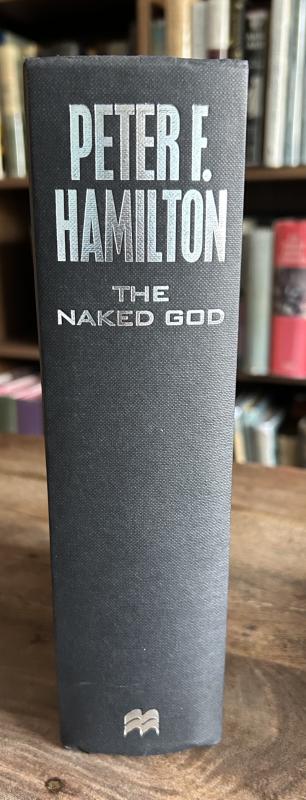 PETER F.
HAMILTON
THE
NAKED GOD